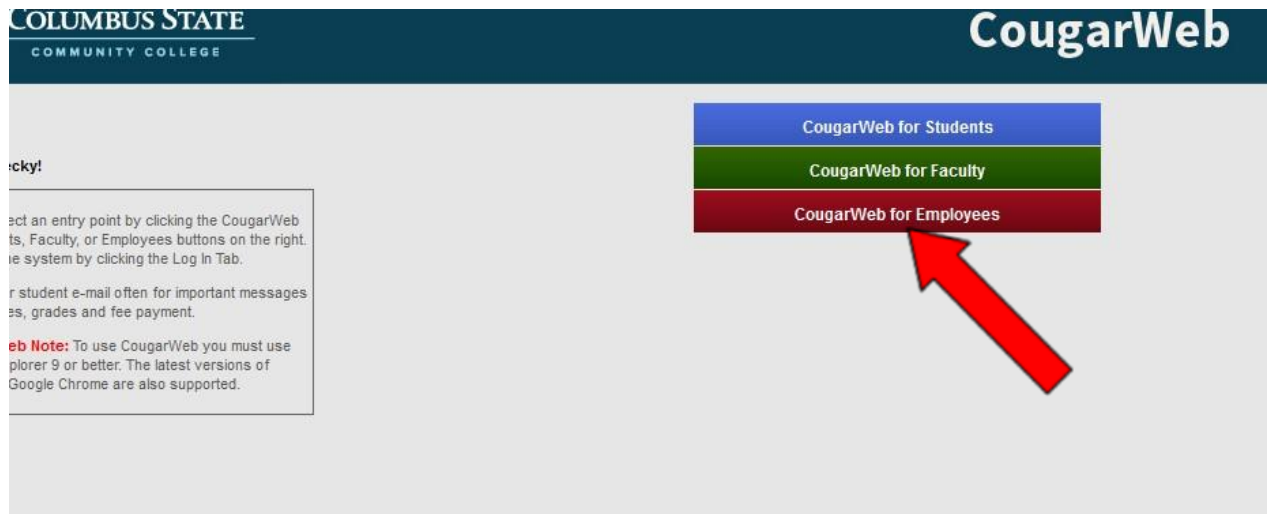 COLUMBUS STATE
COMMUNITY COLLEGE
CougarWeb
CougarWeb for Students
CougarWeb for Faculty
CougarWeb for Employees
ecky!
ect an entry point by clicking the CougarWeb
ts, Faculty, or Employees buttons on the right.
e system by clicking the Log In Tab.
r student e-mail often for important messages
es, grades and fee payment.
eb Note: To use CougarWeb you must use
plorer 9 or better. The latest versions of
Google Chrome are also supported.